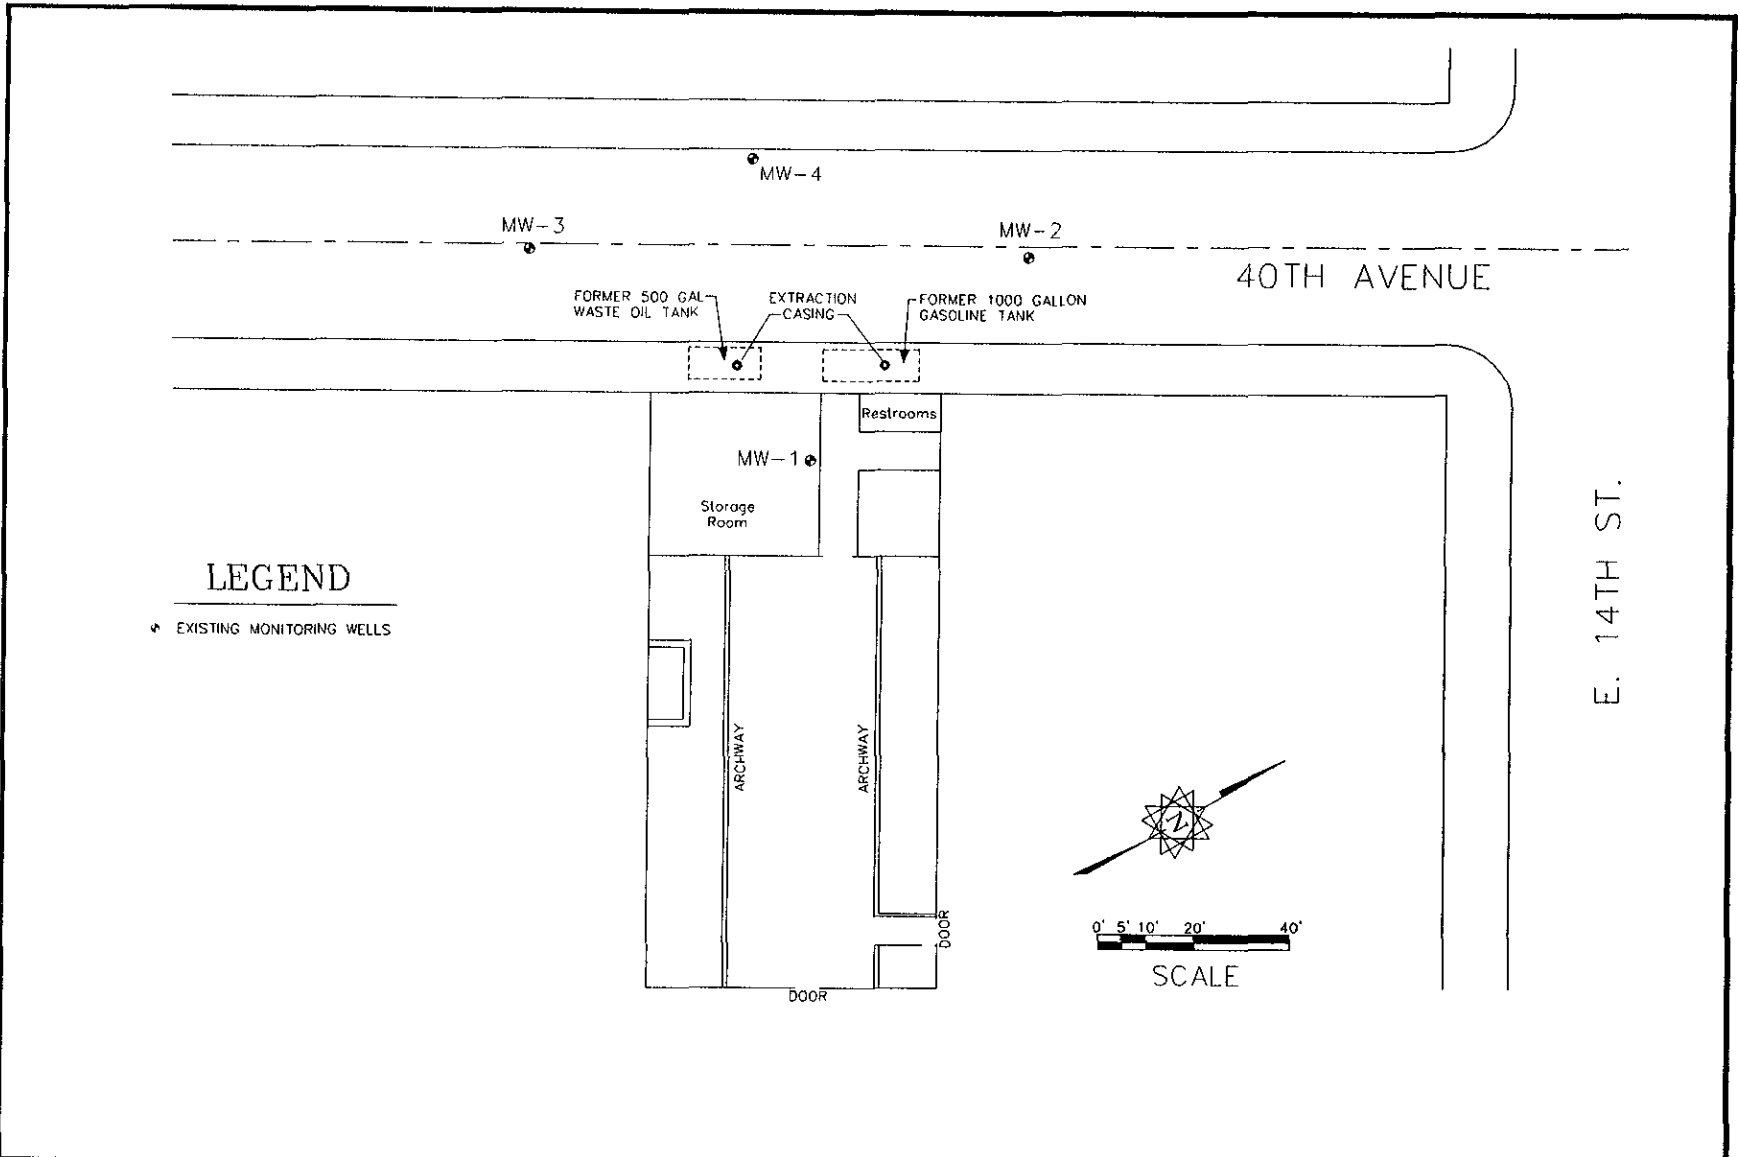 MW-4
MW-3
MW-2
40TH AVENUE
FORMER 500 GAL
WASTE OIL TANK
EXTRACTION
CASING
FORMER 1000 GALLON
GASOLINE TANK
Restrooms
MW-1
Storage
Room
E. 14TH ST.
LEGEND
EXISTING MONITORING WELLS
ARCHWAY
ARCHWAY
N
DOOR
0' 5' 10' 20' 40'
SCALE
DOOR